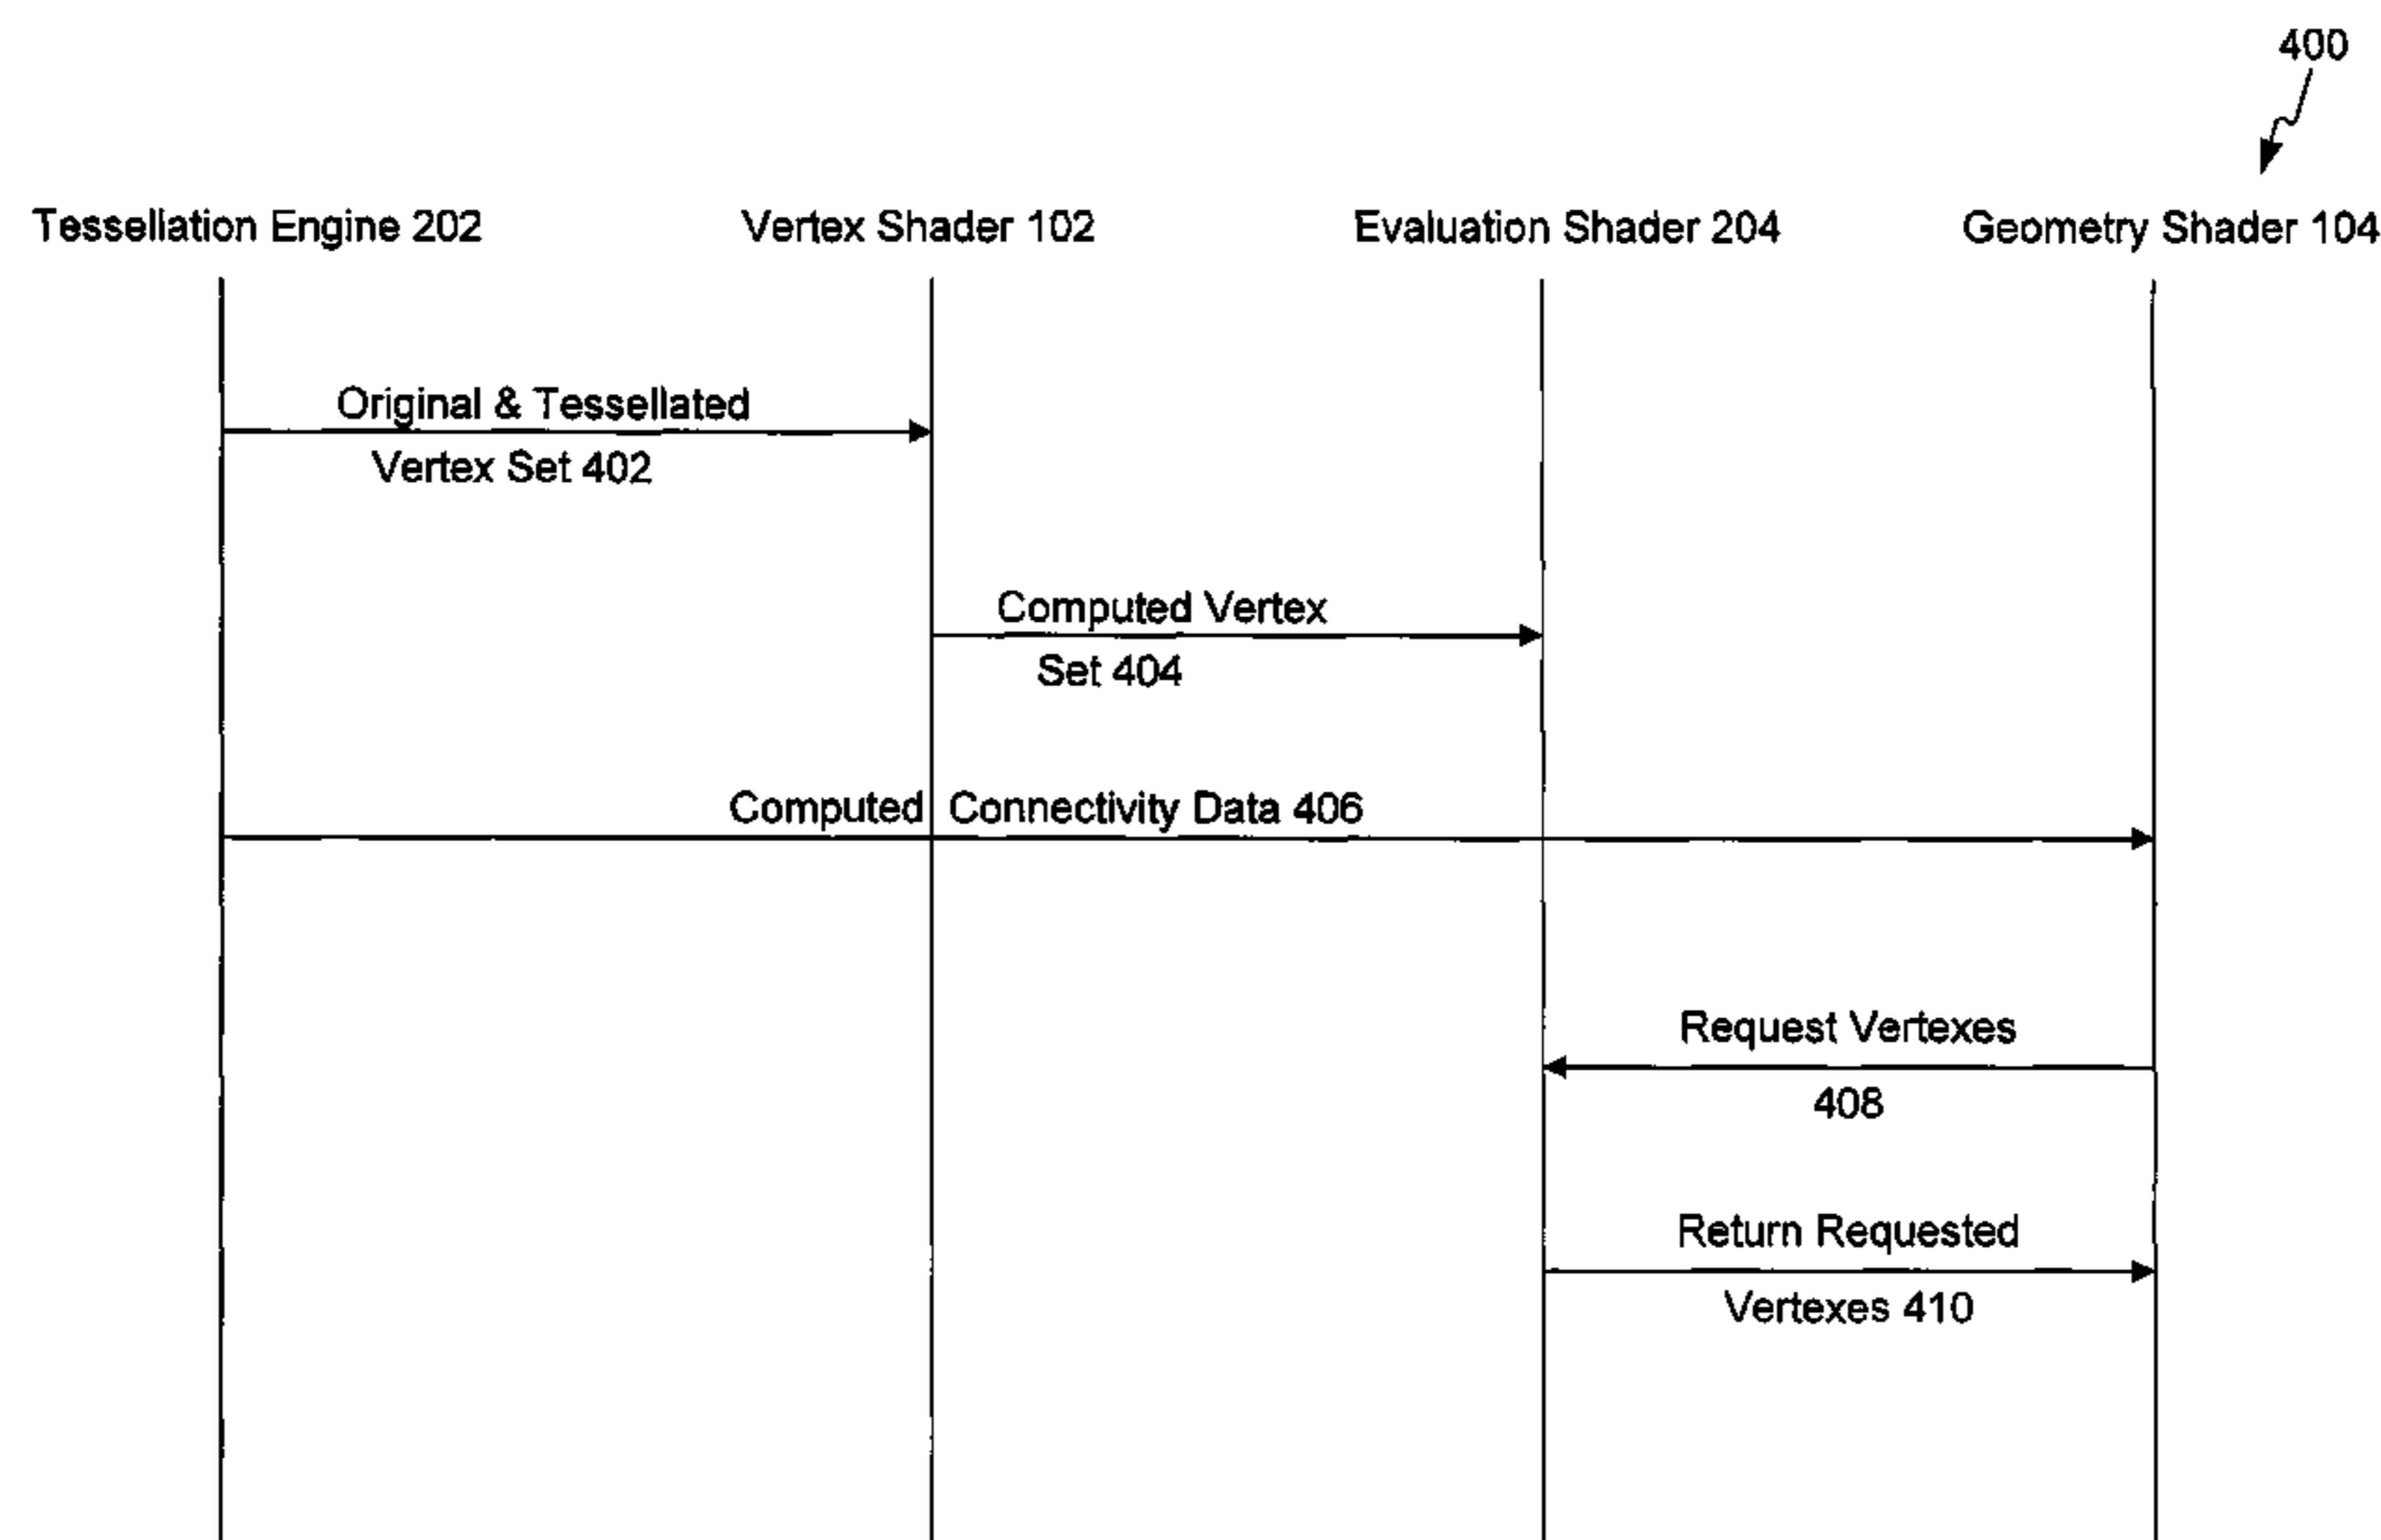 400
Tessellation Engine 202
Vertex Shader 102
Evaluation Shader 204
Geometry Shader 104
Original & Tessellated
Vertex Set 402
Computed Vertex
Set 404
Computed Connectivity Data 406
Request Vertexes
408
Return Requested
Vertexes 410